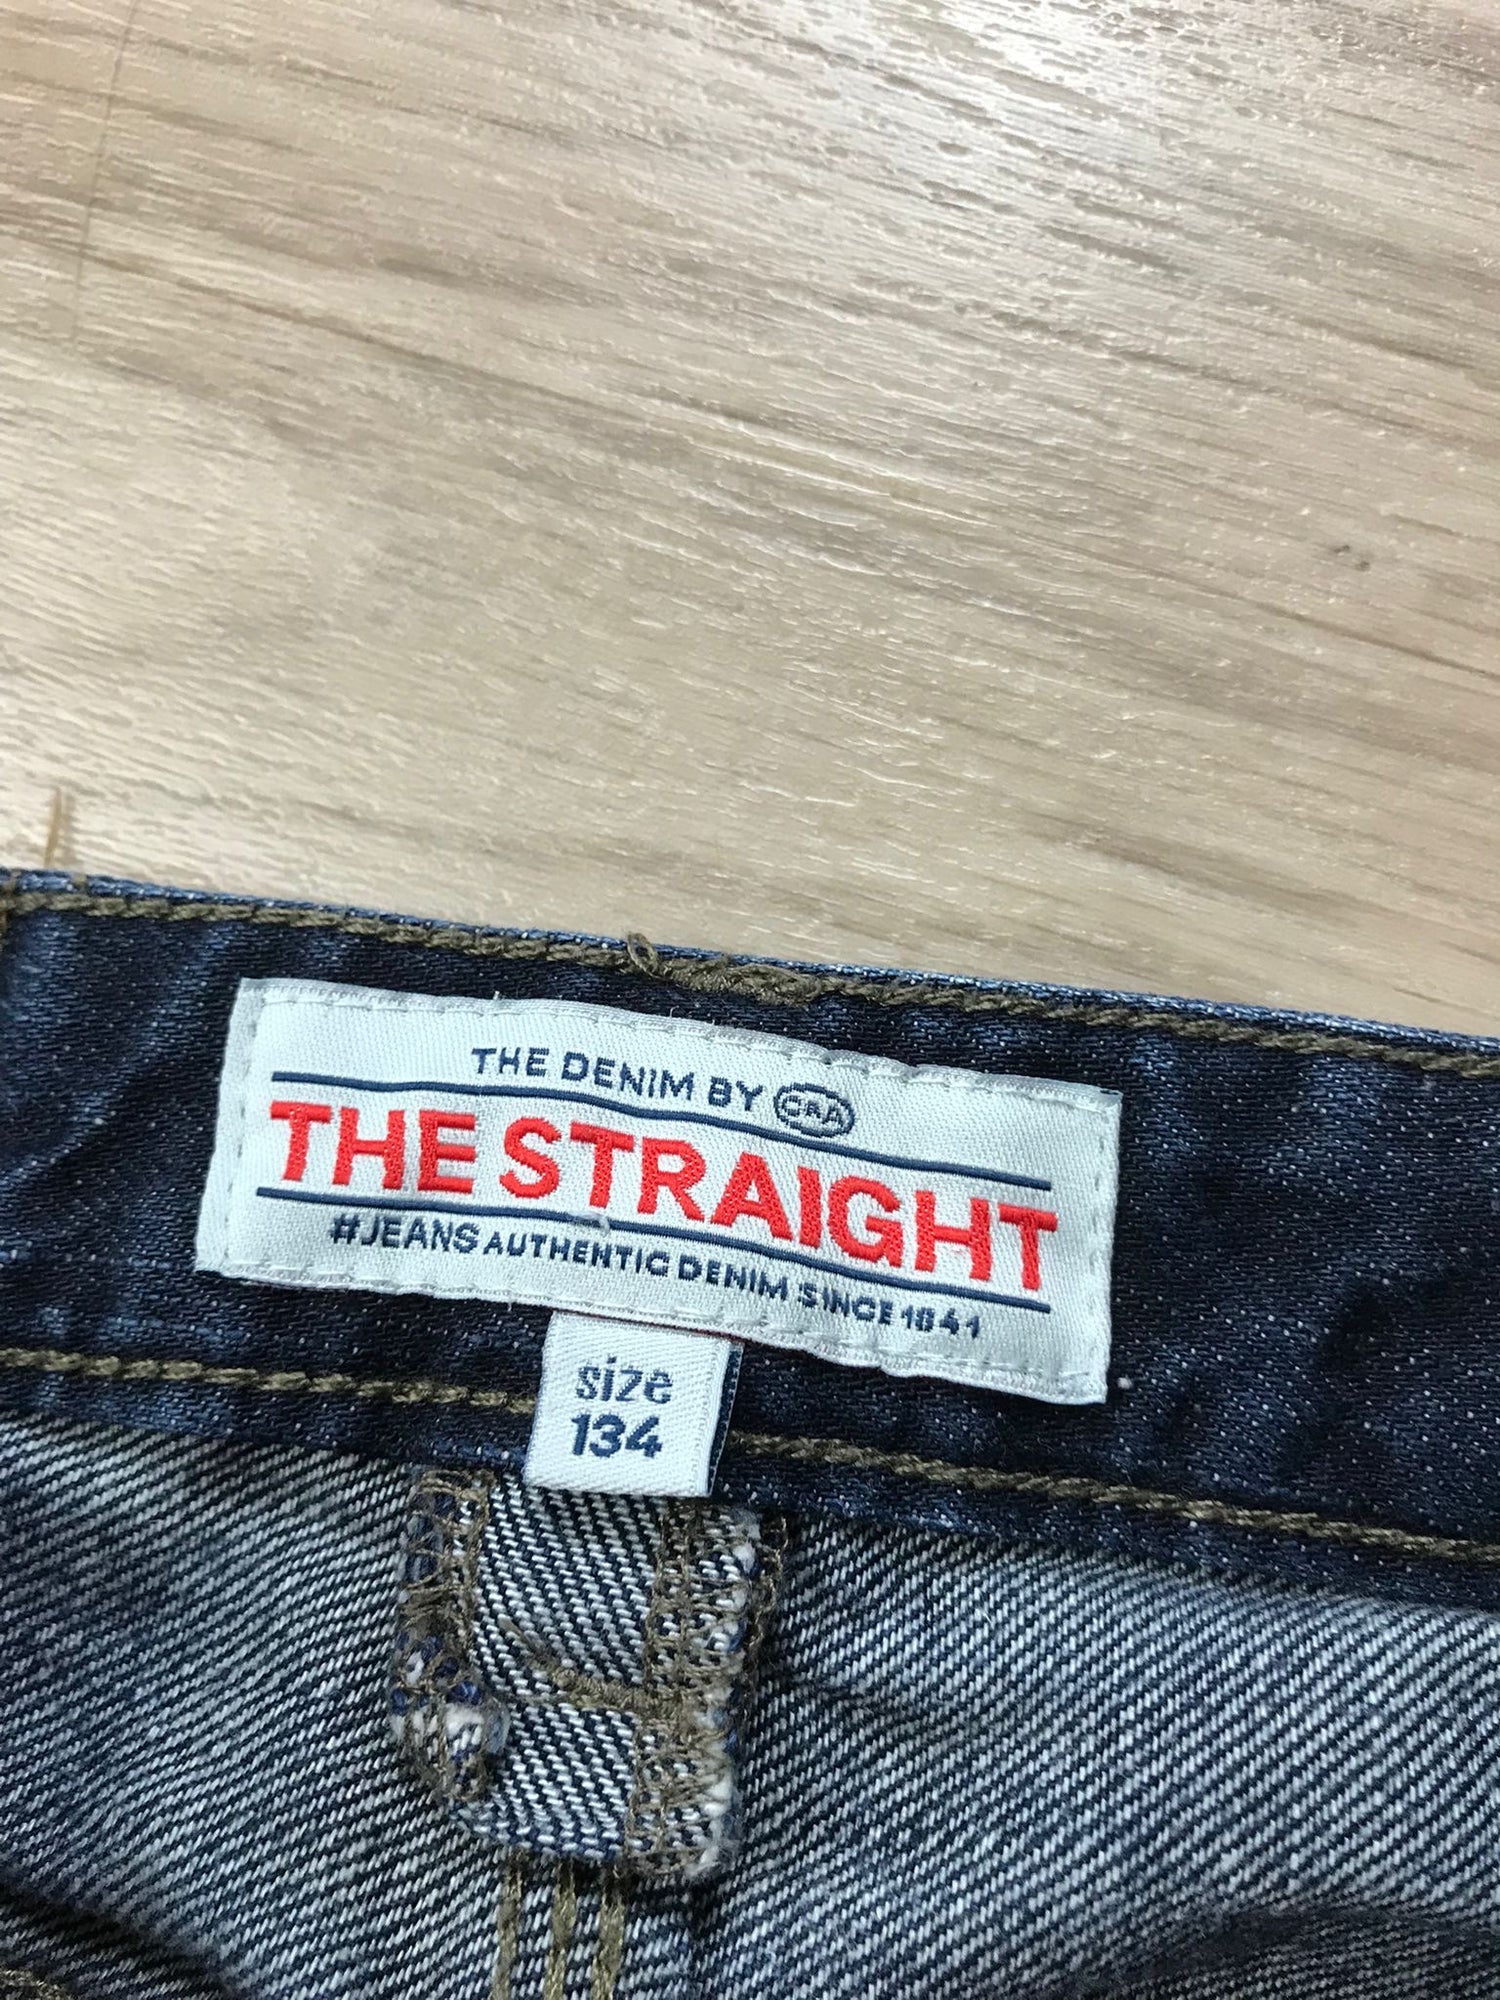 THE DENIM BY C&A
THE STRAIGHT
#JEANS AUTHENTIC DENIM SINCE 1841
size
134